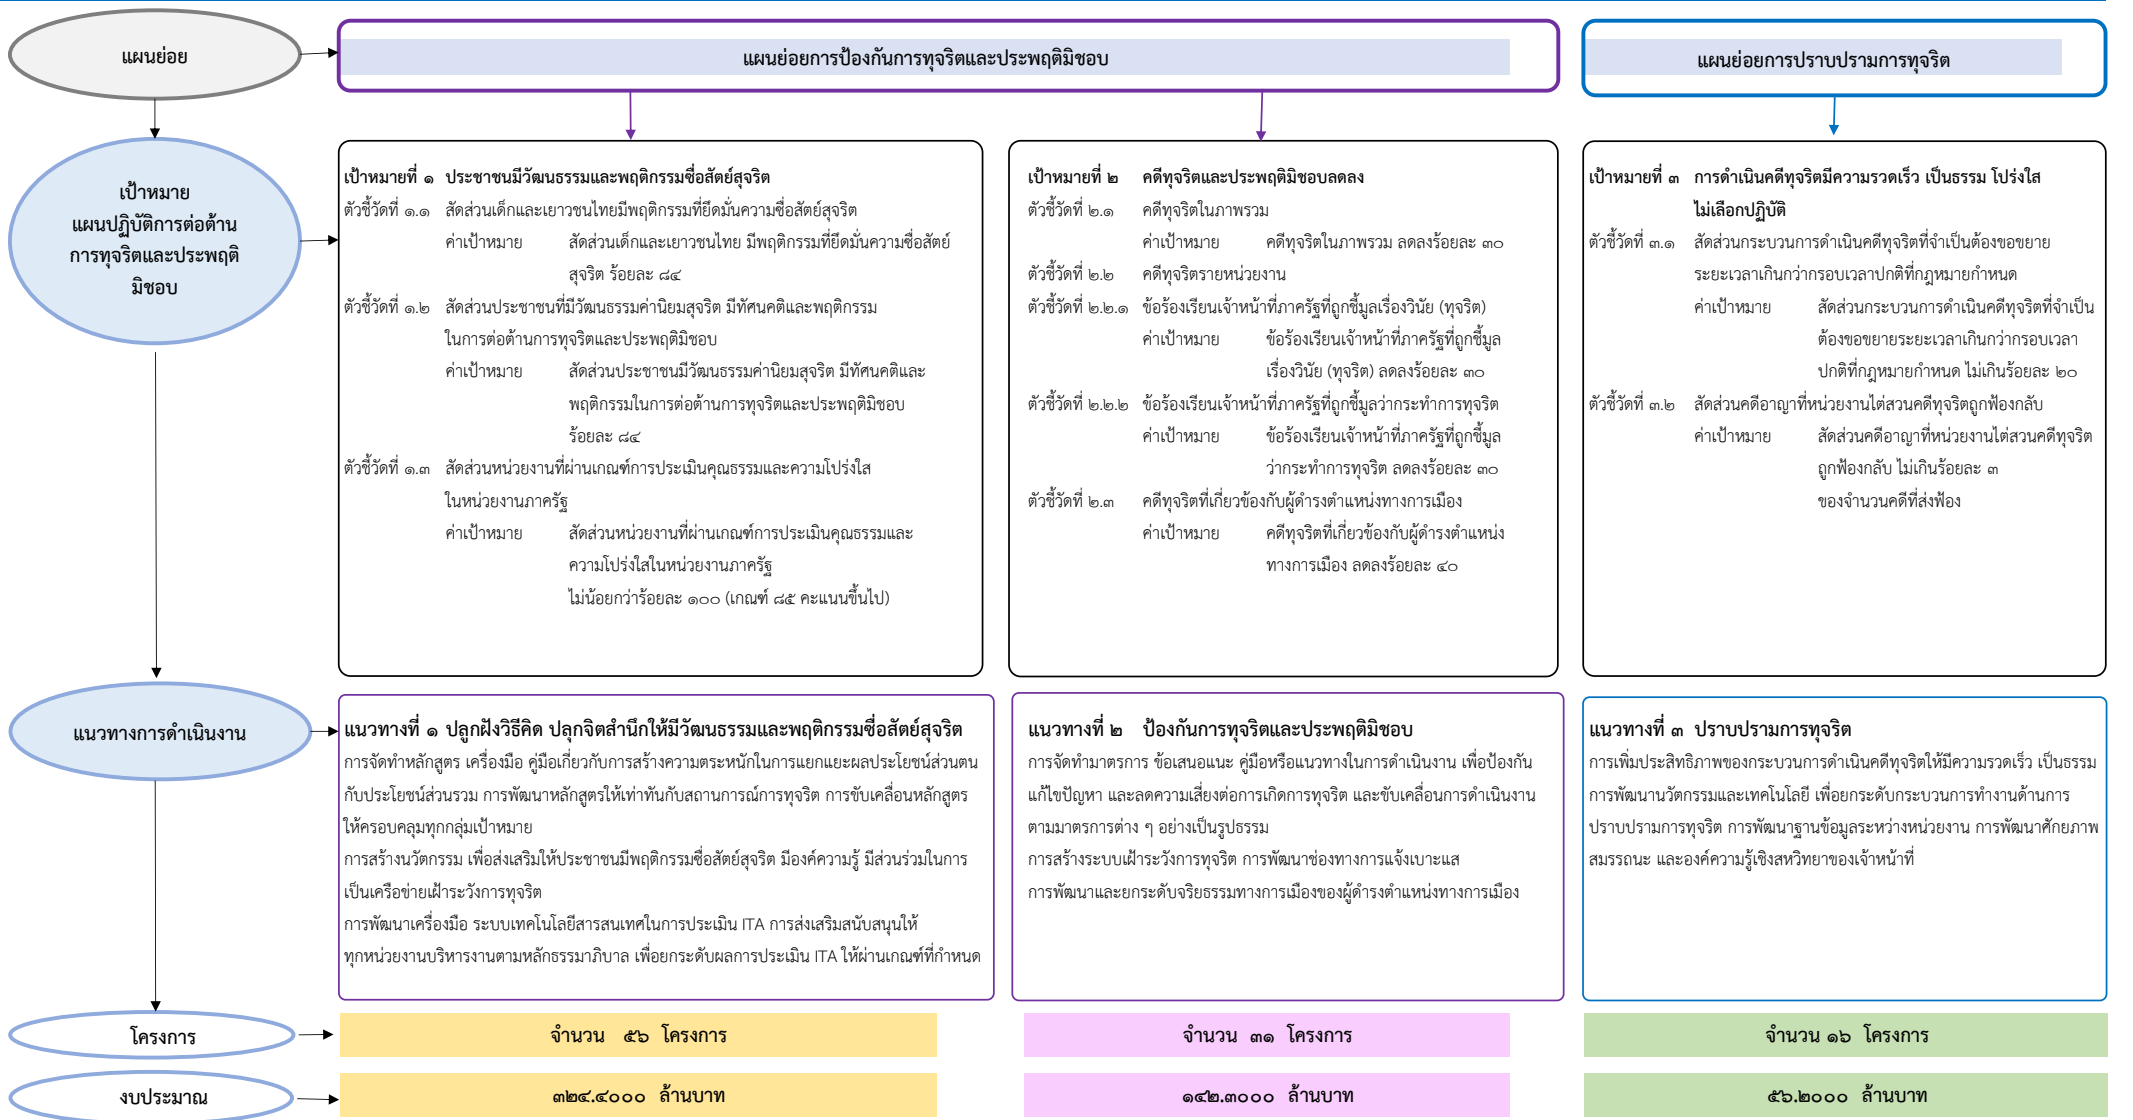 แผนย่อย
แผนย่อยการป้องกันการทุจริตและประพฤติมิชอบ
แผนย่อยการปราบปรามการทุจริต
เป้าหมาย
แผนปฏิบัติการต่อต้าน
การทุจริตและประพฤติ
มิชอบ
เป้าหมายที่ ๑ ประชาชนมีวัฒนธรรมและพฤติกรรมซื่อสัตย์สุจริต
ตัวชี้วัดที่ ๑.๑ สัดส่วนเด็กและเยาวชนไทยมีพฤติกรรมที่ยึดมั่นความซื่อสัตย์สุจริต
ค่าเป้าหมาย สัดส่วนเด็กและเยาวชนไทย มีพฤติกรรมที่ยึดมั่นความซื่อสัตย์
สุจริต ร้อยละ ๘๔
ตัวชี้วัดที่ ๑.๒ สัดส่วนประชาชนที่มีวัฒนธรรมค่านิยมสุจริต มีทัศนคติและพฤติกรรม
ในการต่อต้านการทุจริตและประพฤติมิชอบ
ค่าเป้าหมาย สัดส่วนประชาชนมีวัฒนธรรมค่านิยมสุจริต มีทัศนคติและ
พฤติกรรมในการต่อต้านการทุจริตและประพฤติมิชอบ
ร้อยละ ๘๔
ตัวชี้วัดที่ ๑.๓ สัดส่วนหน่วยงานที่ผ่านเกณฑ์การประเมินคุณธรรมและความโปร่งใส
ในหน่วยงานภาครัฐ
ค่าเป้าหมาย สัดส่วนหน่วยงานที่ผ่านเกณฑ์การประเมินคุณธรรมและ
ความโปร่งใสในหน่วยงานภาครัฐ
ไม่น้อยกว่าร้อยละ ๑๐๐ (เกณฑ์ ๘๕ คะแนนขึ้นไป)
เป้าหมายที่ ๒ คดีทุจริตและประพฤติมิชอบลดลง
ตัวชี้วัดที่ ๒.๑ คดีทุจริตในภาพรวม
ค่าเป้าหมาย คดีทุจริตในภาพรวม ลดลงร้อยละ ๓๐
ตัวชี้วัดที่ ๒.๒ คดีทุจริตรายหน่วยงาน
ตัวชี้วัดที่ ๒.๒.๑ ข้อร้องเรียนเจ้าหน้าที่ภาครัฐที่ถูกชี้มูลเรื่องวินัย (ทุจริต)
ค่าเป้าหมาย ข้อร้องเรียนเจ้าหน้าที่ภาครัฐที่ถูกชี้มูล
เรื่องวินัย (ทุจริต) ลดลงร้อยละ ๓๐
ตัวชี้วัดที่ ๒.๒.๒ ข้อร้องเรียนเจ้าหน้าที่ภาครัฐที่ถูกชี้มูลว่ากระทำการทุจริต
ค่าเป้าหมาย ข้อร้องเรียนเจ้าหน้าที่ภาครัฐที่ถูกชี้มูล
ว่ากระทำการทุจริต ลดลงร้อยละ ๓๐
ตัวชี้วัดที่ ๒.๓ คดีทุจริตที่เกี่ยวข้องกับผู้ดำรงตำแหน่งทางการเมือง
ค่าเป้าหมาย คดีทุจริตที่เกี่ยวข้องกับผู้ดำรงตำแหน่ง
ทางการเมือง ลดลงร้อยละ ๔๐
เป้าหมายที่ ๓ การดำเนินคดีทุจริตมีความรวดเร็ว เป็นธรรม โปร่งใส
ไม่เลือกปฏิบัติ
ตัวชี้วัดที่ ๓.๑ สัดส่วนกระบวนการดำเนินคดีทุจริตที่จำเป็นต้องขอขยาย
ระยะเวลาเกินกว่ากรอบเวลาปกติที่กฎหมายกำหนด
ค่าเป้าหมาย สัดส่วนกระบวนการดำเนินคดีทุจริตที่จำเป็น
ต้องขอขยายระยะเวลาเกินกว่ากรอบเวลา
ปกติที่กฎหมายกำหนด ไม่เกินร้อยละ ๒๐
ตัวชี้วัดที่ ๓.๒ สัดส่วนคดีอาญาที่หน่วยงานไต่สวนคดีทุจริตถูกฟ้องกลับ
ค่าเป้าหมาย สัดส่วนคดีอาญาที่หน่วยงานไต่สวนคดีทุจริต
ถูกฟ้องกลับ ไม่เกินร้อยละ ๓
ของจำนวนคดีที่ส่งฟ้อง
แนวทางการดำเนินงาน
แนวทางที่ ๑ ปลูกฝังวิธีคิด ปลุกจิตสำนึกให้มีวัฒนธรรมและพฤติกรรมซื่อสัตย์สุจริต
การจัดทำหลักสูตร เครื่องมือ คู่มือเกี่ยวกับการสร้างความตระหนักในการแยกแยะผลประโยชน์ส่วนตน
กับประโยชน์ส่วนรวม การพัฒนาหลักสูตรให้เท่าทันกับสถานการณ์การทุจริต การขับเคลื่อนหลักสูตร
ให้ครอบคลุมทุกกลุ่มเป้าหมาย
การสร้างนวัตกรรม เพื่อส่งเสริมให้ประชาชนมีพฤติกรรมซื่อสัตย์สุจริต มีองค์ความรู้ มีส่วนร่วมในการ
เป็นเครือข่ายเฝ้าระวังการทุจริต
การพัฒนาเครื่องมือ ระบบเทคโนโลยีสารสนเทศในการประเมิน ITA การส่งเสริมสนับสนุนให้
ทุกหน่วยงานบริหารงานตามหลักธรรมาภิบาล เพื่อยกระดับผลการประเมิน ITA ให้ผ่านเกณฑ์ที่กำหนด
แนวทางที่ ๒ ป้องกันการทุจริตและประพฤติมิชอบ
การจัดทำมาตรการ ข้อเสนอแนะ คู่มือหรือแนวทางในการดำเนินงาน เพื่อป้องกัน
แก้ไขปัญหา และลดความเสี่ยงต่อการเกิดการทุจริต และขับเคลื่อนการดำเนินงาน
ตามมาตรการต่าง ๆ อย่างเป็นรูปธรรม
การสร้างระบบเฝ้าระวังการทุจริต การพัฒนาช่องทางการแจ้งเบาะแส
การพัฒนาและยกระดับจริยธรรมทางการเมืองของผู้ดำรงตำแหน่งทางการเมือง
แนวทางที่ ๓ ปราบปรามการทุจริต
การเพิ่มประสิทธิภาพของกระบวนการดำเนินคดีทุจริตให้มีความรวดเร็ว เป็นธรรม
การพัฒนานวัตกรรมและเทคโนโลยี เพื่อยกระดับกระบวนการทำงานด้านการ
ปราบปรามการทุจริต การพัฒนาฐานข้อมูลระหว่างหน่วยงาน การพัฒนาศักยภาพ
สมรรถนะ และองค์ความรู้เชิงสหวิทยาของเจ้าหน้าที่
โครงการ
จำนวน ๕๖ โครงการ
จำนวน ๓๑ โครงการ
จำนวน ๑๖ โครงการ
งบประมาณ
๓๒๔.๔๐๐๐ ล้านบาท
๑๔๒.๓๐๐๐ ล้านบาท
๕๖.๒๐๐๐ ล้านบาท